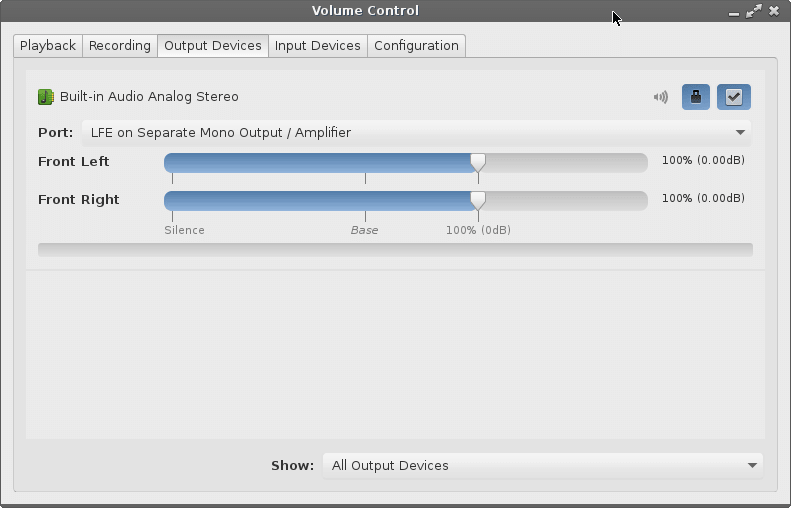 Volume Control
Playback Recording Output Devices Input Devices Configuration
Built-in Audio Analog Stereo
Port: LFE on Separate Mono Output / Amplifier
Front Left 100% (0.00dB)
Front Right 100% (0.00dB)
Silence Base 100% (0dB)
Show: All Output Devices